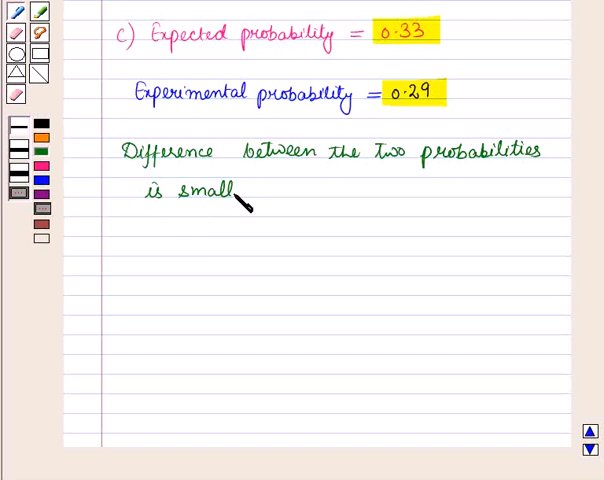 c) Expected probability = 0.33
Experimental probability = 0.29
Difference between the two probabilities
is small